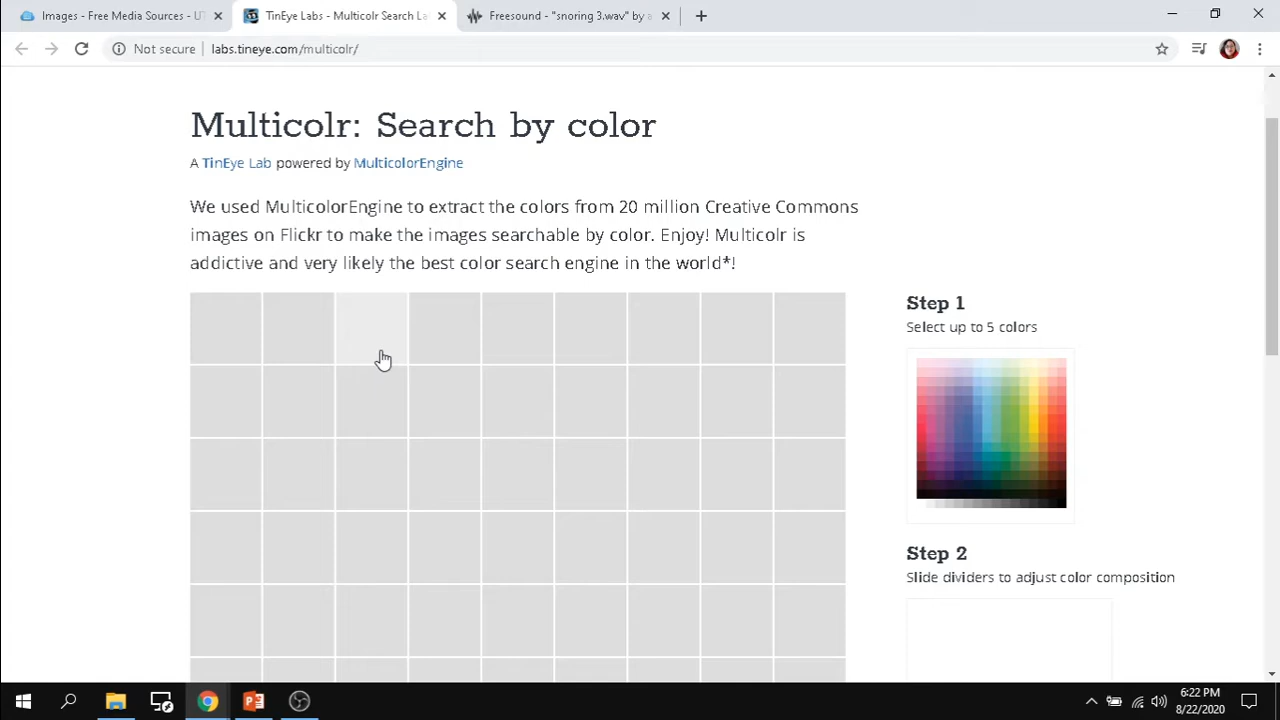 Images - Free Media Sources - UT
TinEye Labs - Multicolr Search La
Freesound - "snoring 3.wav" by a
Not secure
labs.tineye.com/multicolr/
Multicolr: Search by color
A TinEye Lab powered by MulticolorEngine
We used MulticolorEngine to extract the colors from 20 million Creative Commons
images on Flickr to make the images searchable by color. Enjoy! Multicolr is
addictive and very likely the best color search engine in the world*!
Step 1
Select up to 5 colors
Step 2
Slide dividers to adjust color composition
6:22 PM
8/22/2020